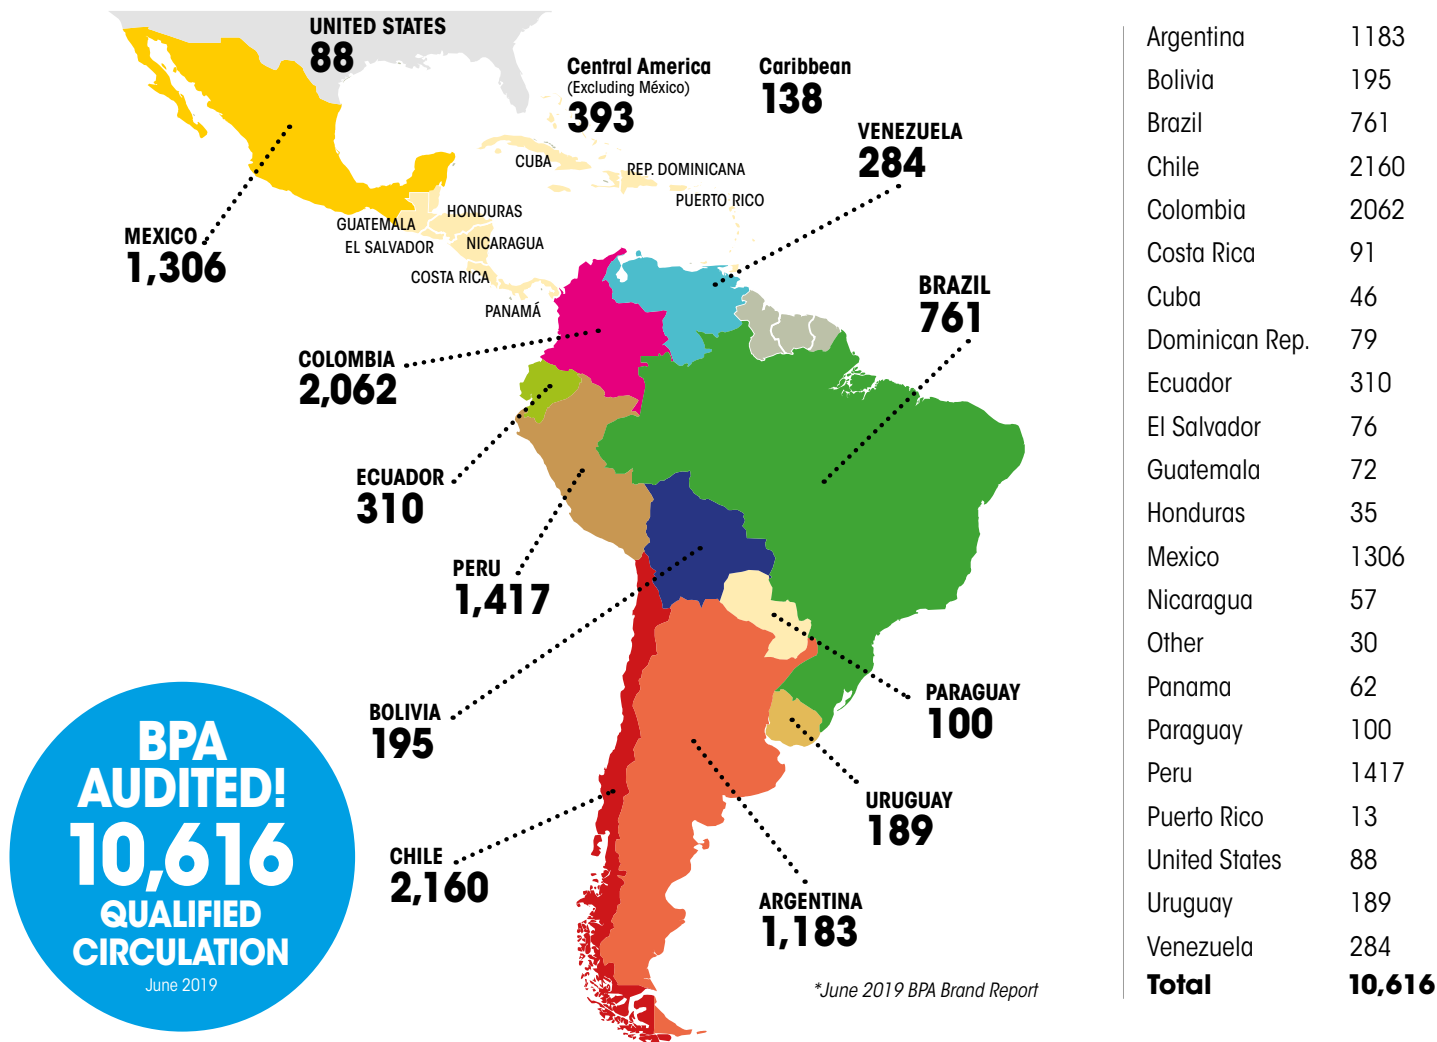 UNITED STATES
88
Central America
(Excluding México)
393
Caribbean
138
VENEZUELA
284
CUBA
REP. DOMINICANA
PUERTO RICO
HONDURAS
GUATEMALA
EL SALVADOR
NICARAGUA
COSTA RICA
PANAMÁ
MEXICO
1,306
BRAZIL
761
COLOMBIA
2,062
ECUADOR
310
PERU
1,417
BOLIVIA
195
PARAGUAY
100
URUGUAY
189
CHILE
2,160
ARGENTINA
1,183
BPA
AUDITED!
10,616
QUALIFIED
CIRCULATION
June 2019
*June 2019 BPA Brand Report
Argentina 1183
Bolivia 195
Brazil 761
Chile 2160
Colombia 2062
Costa Rica 91
Cuba 46
Dominican Rep. 79
Ecuador 310
El Salvador 76
Guatemala 72
Honduras 35
Mexico 1306
Nicaragua 57
Other 30
Panama 62
Paraguay 100
Peru 1417
Puerto Rico 13
United States 88
Uruguay 189
Venezuela 284
Total 10,616